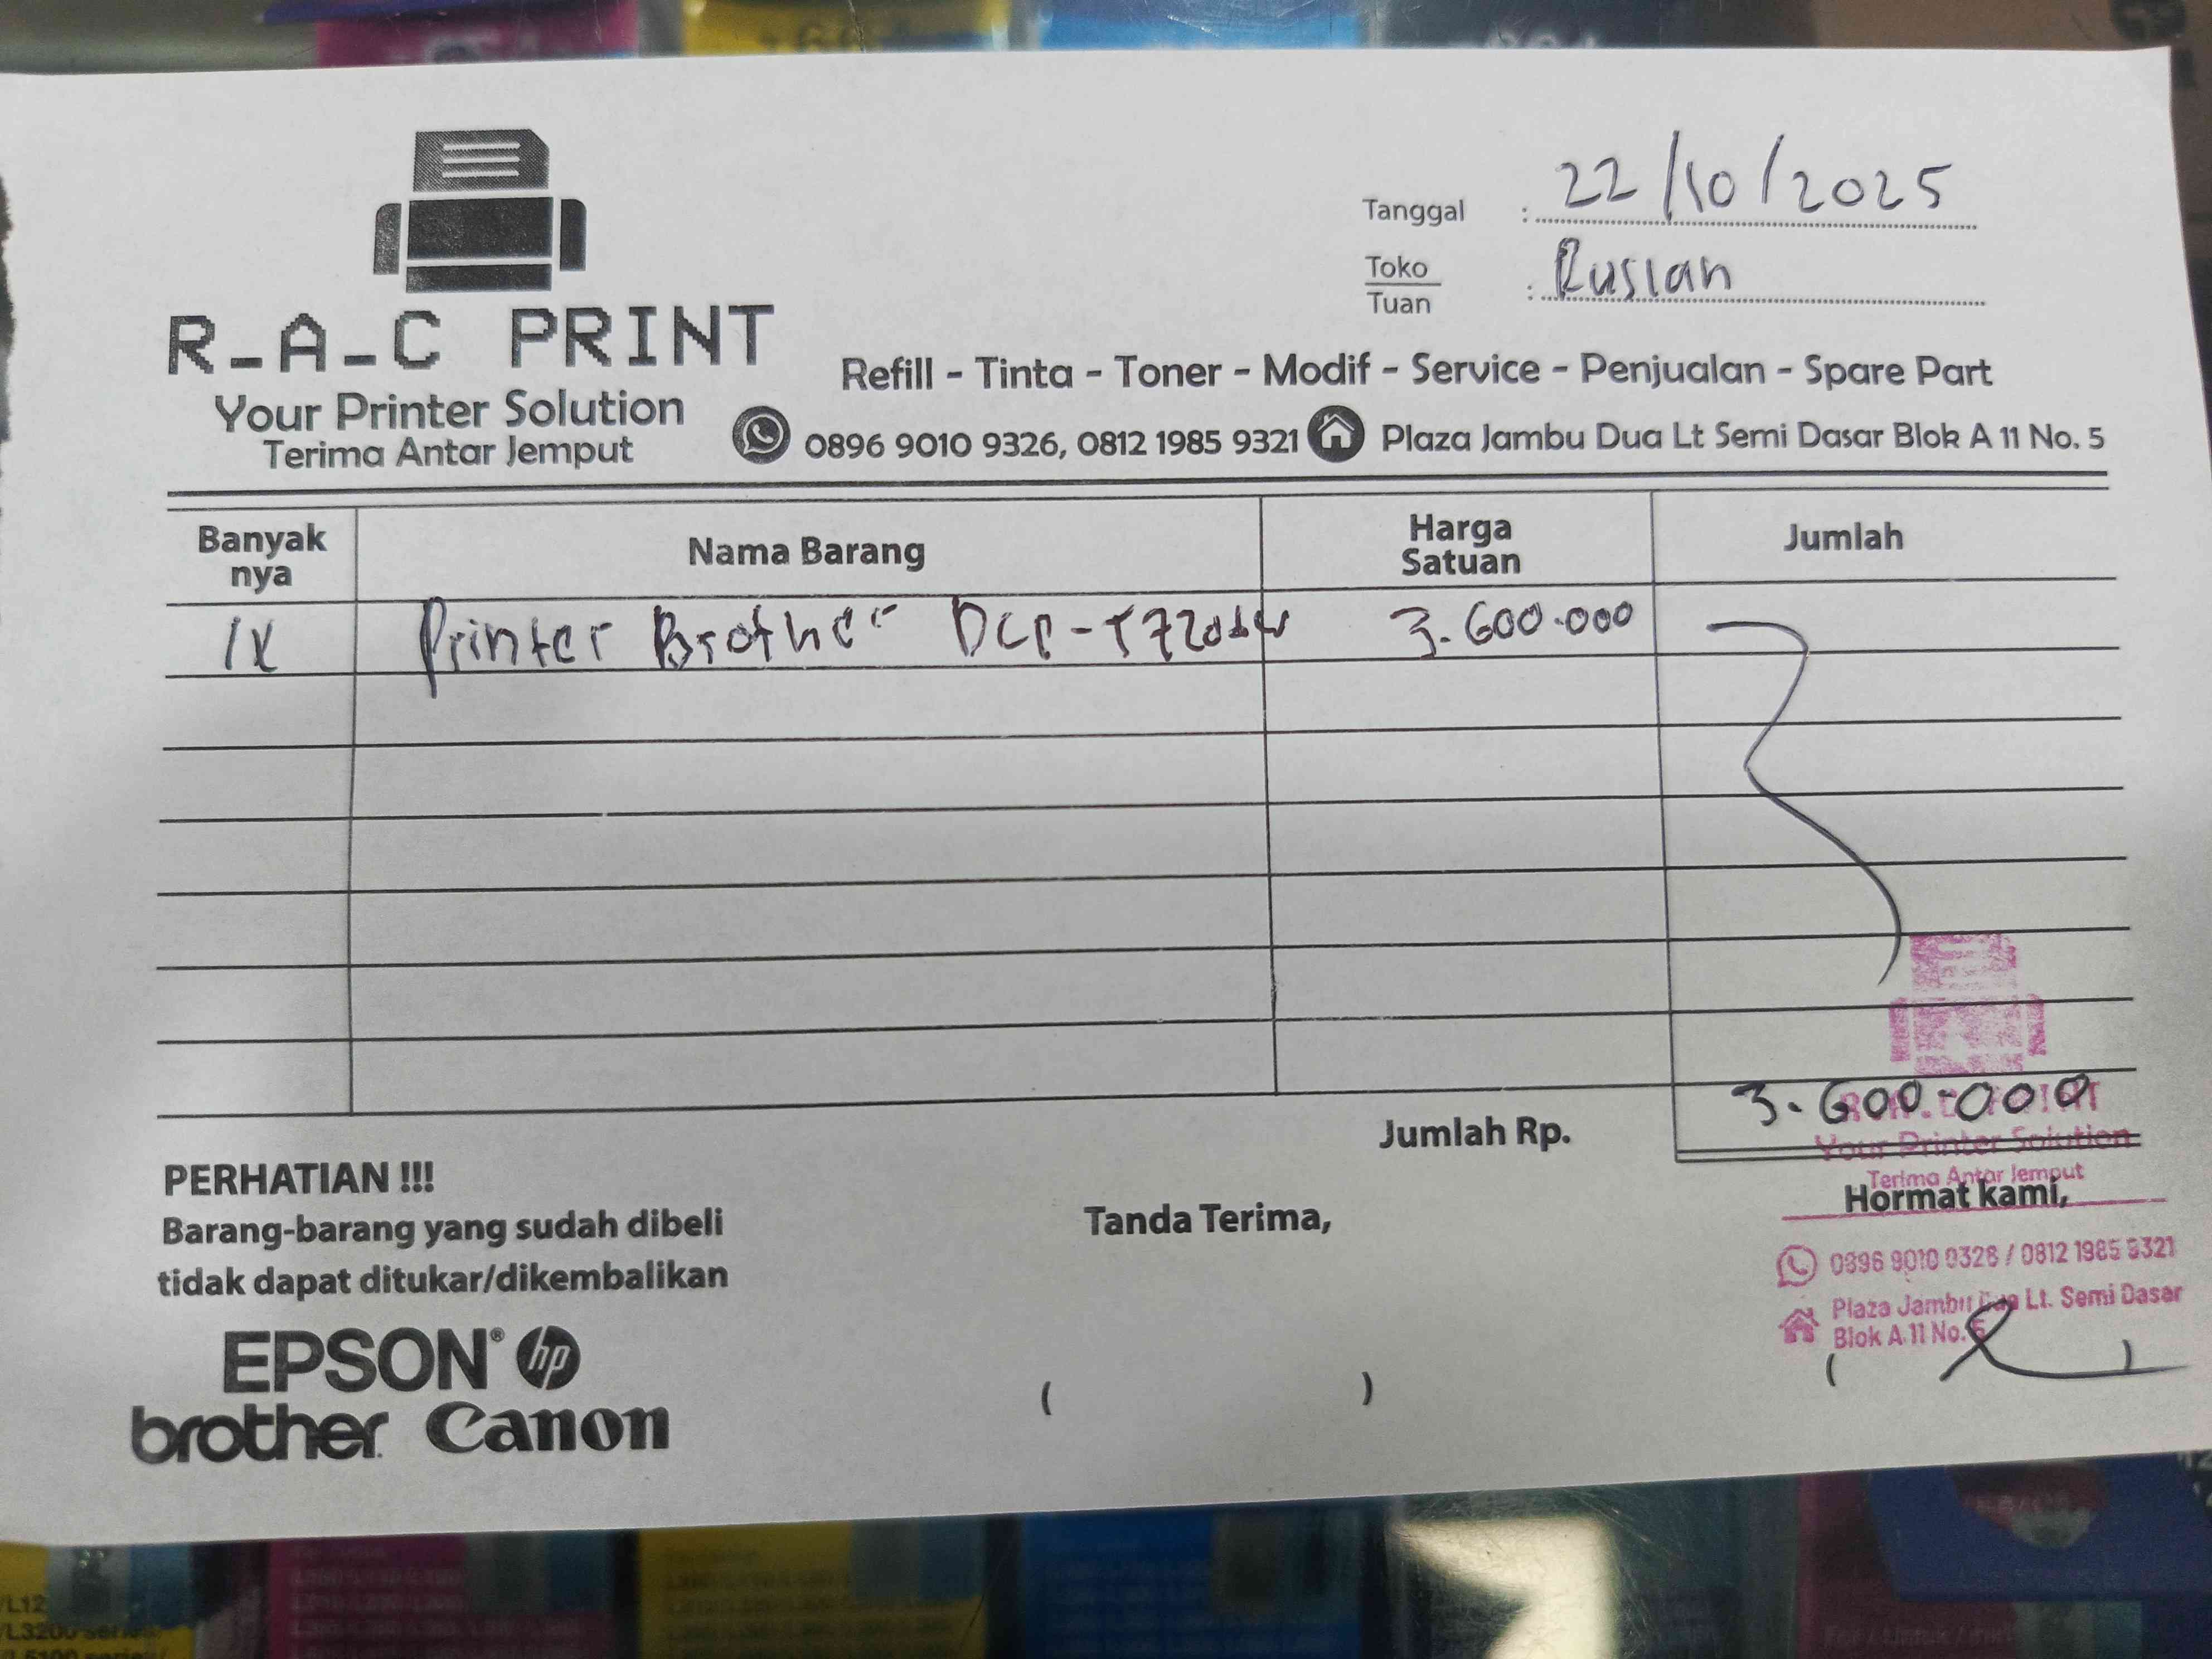 Tanggal : 22/10/2025
Toko
Tuan : Ruslan
R_A_C PRINT
Your Printer Solution
Terima Antar Jemput
Refill - Tinta - Toner - Modif - Service - Penjualan - Spare Part
0896 9010 9326, 0812 1985 9321 Plaza Jambu Dua Lt Semi Dasar Blok A 11 No. 5
Banyak nya Nama Barang Harga Satuan Jumlah
1x Printer Brother DCP-T720dw 3.600.000
Jumlah Rp. 3.600.000
PERHATIAN !!!
Barang-barang yang sudah dibeli
tidak dapat ditukar/dikembalikan
Tanda Terima,
Hormat kami,
( )
( )
Your Printer Solution
Terima Antar Jemput
0896 9010 9326 / 0812 1985 9321
Plaza Jambu Dua Lt. Semi Dasar
Blok A 11 No. 5
EPSON® hp
brother Canon
/L12
/L3200 series